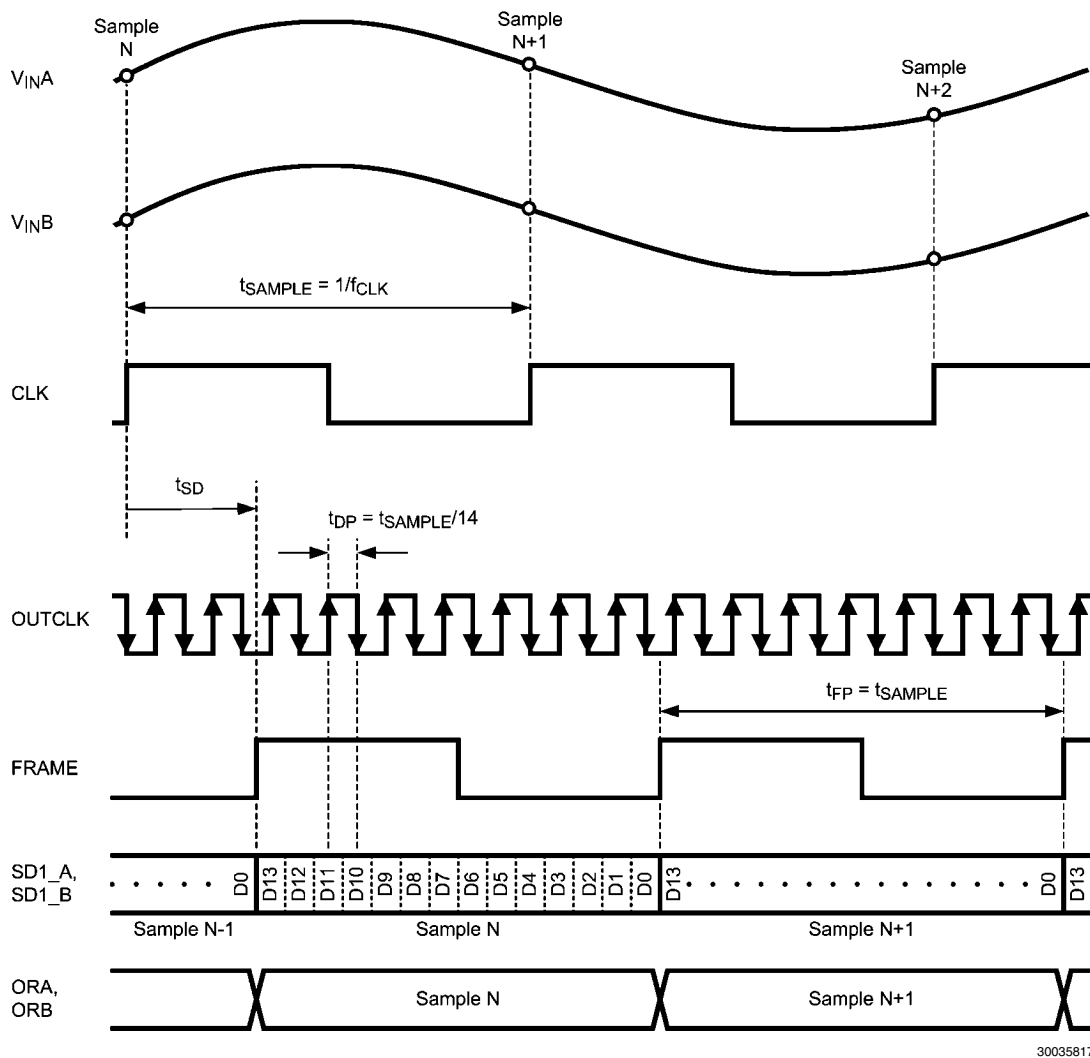 Sample
N
Sample
N+1
Sample
N+2
VINA
VINB
tSAMPLE = 1/fCLK
CLK
tSD
tDP = tSAMPLE/14
OUTCLK
tFP = tSAMPLE
FRAME
SD1_A,
SD1_B
. . . . . D0 D13 D12 D11 D10 D9 D8 D7 D6 D5 D4 D3 D2 D1 D0 D13 . . . . . . . . . . . . . . . D0 D13
Sample N-1 Sample N Sample N+1
ORA,
ORB
Sample N Sample N+1
30035817